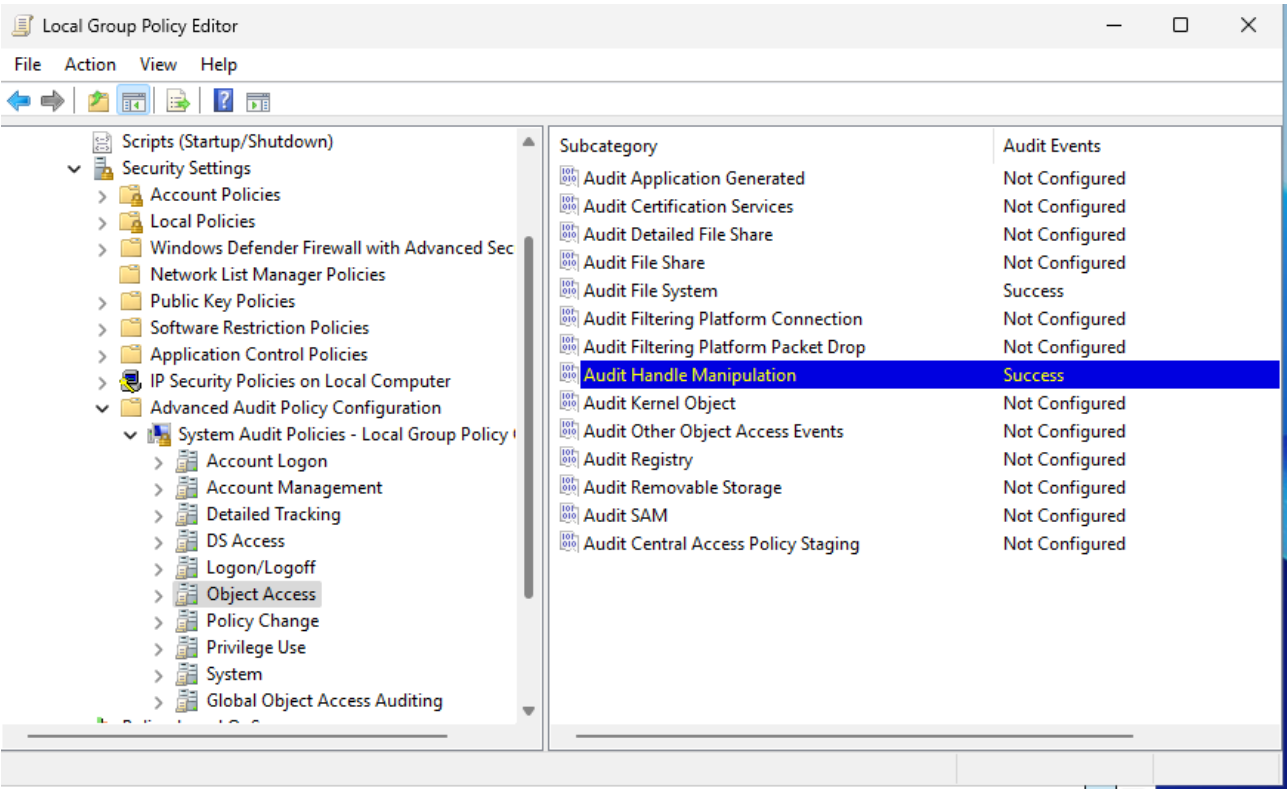 Local Group Policy Editor
File Action View Help
Scripts (Startup/Shutdown)
Security Settings
Account Policies
Local Policies
Windows Defender Firewall with Advanced Sec
Network List Manager Policies
Public Key Policies
Software Restriction Policies
Application Control Policies
IP Security Policies on Local Computer
Advanced Audit Policy Configuration
System Audit Policies - Local Group Policy
Account Logon
Account Management
Detailed Tracking
DS Access
Logon/Logoff
Object Access
Policy Change
Privilege Use
System
Global Object Access Auditing
Subcategory Audit Events
Audit Application Generated Not Configured
Audit Certification Services Not Configured
Audit Detailed File Share Not Configured
Audit File Share Not Configured
Audit File System Success
Audit Filtering Platform Connection Not Configured
Audit Filtering Platform Packet Drop Not Configured
Audit Handle Manipulation Success
Audit Kernel Object Not Configured
Audit Other Object Access Events Not Configured
Audit Registry Not Configured
Audit Removable Storage Not Configured
Audit SAM Not Configured
Audit Central Access Policy Staging Not Configured